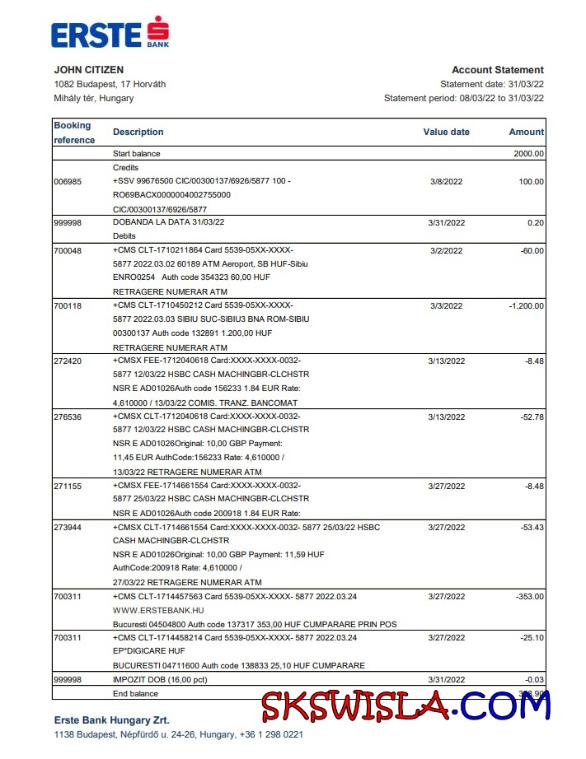 ERSTE
BANK
JOHN CITIZEN
1082 Budapest, 17 Horváth
Mihály tér, Hungary
Account Statement
Statement date: 31/03/22
Statement period: 08/03/22 to 31/03/22
Booking reference Description Value date Amount
Start balance 2000.00
Credits
006985 +SSV 99676500 CIC/00300137/6926/5877 100 - 3/8/2022 100.00
RO69BACX0000004002755000
CIC/00300137/6926/5877
999998 DOBANDA LA DATA 31/03/22 3/31/2022 0.20
Debits
700048 +CMS CLT-1710211864 Card 5539-05XX-XXXX- 3/2/2022 -60.00
5877 2022.03.02 60189 ATM Aeroport, SB HUF-Sibiu
ENRO0254 Auth code 354323 60,00 HUF
RETRAGERE NUMERAR ATM
700118 +CMS CLT-1710450212 Card 5539-05XX-XXXX- 3/3/2022 -1,200.00
5877 2022.03.03 SIBIU SUC-SIBIU3 BNA ROM-SIBIU
00300137 Auth code 132891 1.200,00 HUF
RETRAGERE NUMERAR ATM
272420 +CMSX FEE-1712040618 Card:XXXX-XXXX-0032- 3/13/2022 -8.48
5877 12/03/22 HSBC CASH MACHINGBR-CLCHSTR
NSR E AD01026Auth code 156233 1.84 EUR Rate:
4,610000 / 13/03/22 COMIS. TRANZ. BANCOMAT
276536 +CMSX CLT-1712040618 Card:XXXX-XXXX-0032- 3/13/2022 -52.78
5877 12/03/22 HSBC CASH MACHINGBR-CLCHSTR
NSR E AD01026Original: 10,00 GBP Payment:
11,45 EUR AuthCode:156233 Rate: 4,610000 /
13/03/22 RETRAGERE NUMERAR ATM
271155 +CMSX FEE-1714661554 Card:XXXX-XXXX-0032- 3/27/2022 -8.48
5877 25/03/22 HSBC CASH MACHINGBR-CLCHSTR
NSR E AD01026Auth code 200918 1.84 EUR Rate:
273944 +CMSX CLT-1714661554 Card:XXXX-XXXX-0032- 5877 25/03/22 HSBC 3/27/2022 -53.43
CASH MACHINGBR-CLCHSTR
NSR E AD01026Original: 10,00 GBP Payment: 11,59 HUF
AuthCode:200918 Rate: 4,610000 /
27/03/22 RETRAGERE NUMERAR ATM
700311 +CMS CLT-1714457563 Card 5539-05XX-XXXX- 5877 2022.03.24 3/27/2022 -353.00
WWW.ERSTEBANK.HU
Bucuresti 04504800 Auth code 137317 353,00 HUF CUMPARARE PRIN POS
700311 +CMS CLT-1714458214 Card 5539-05XX-XXXX- 5877 2022.03.24 3/27/2022 -25.10
EP*DIGICARE HUF
BUCURESTI 04711600 Auth code 138833 25,10 HUF CUMPARARE
999998 IMPOZIT DOB (16,00 pct) 3/31/2022 -0.03
End balance
SKSWISLA.COM
Erste Bank Hungary Zrt.
1138 Budapest, Népfürdő u. 24-26, Hungary, +36 1 298 0221